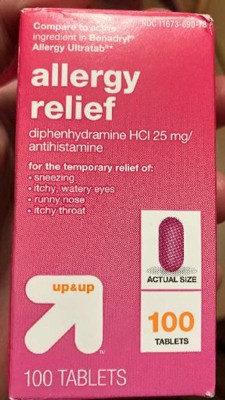 Compare to active
ingredient in Benadryl®
Allergy Ultratab®*
allergy
relief
diphenhydramine HCl 25 mg/
antihistamine
for the temporary relief of:
• sneezing
• itchy, watery eyes
• runny nose
• itchy throat
ACTUAL SIZE
up&up
100
TABLETS
100 TABLETS